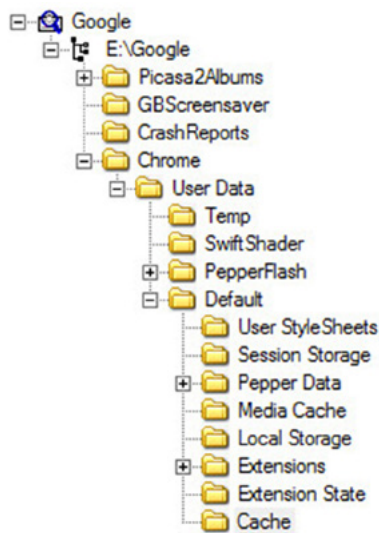 Google
E:\Google
Picasa2Albums
GBScreensaver
CrashReports
Chrome
User Data
Temp
SwiftShader
PepperFlash
Default
User StyleSheets
Session Storage
Pepper Data
Media Cache
Local Storage
Extensions
Extension State
Cache